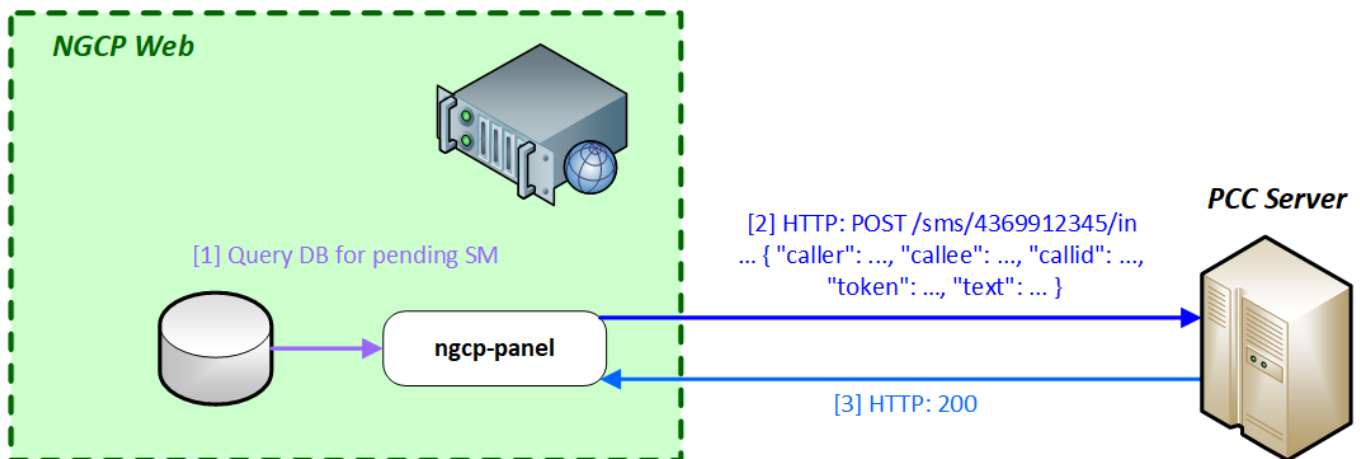 NGCP Web
PCC Server
[2] HTTP: POST /sms/4369912345/in
... { "caller": ..., "callee": ..., "callid": ...,
"token": ..., "text": ... }
[1] Query DB for pending SM
ngcp-panel
[3] HTTP: 200